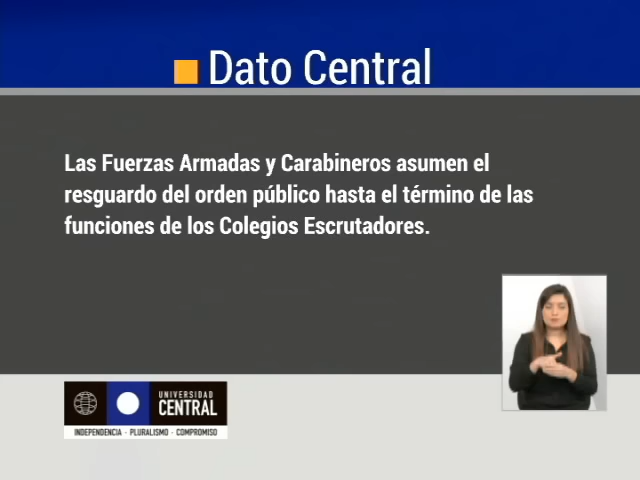 Dato Central
Las Fuerzas Armadas y Carabineros asumen el
resguardo del orden público hasta el término de las
funciones de los Colegios Escrutadores.
UNIVERSIDAD
CENTRAL
INDEPENDENCIA - PLURALISMO - COMPROMISO